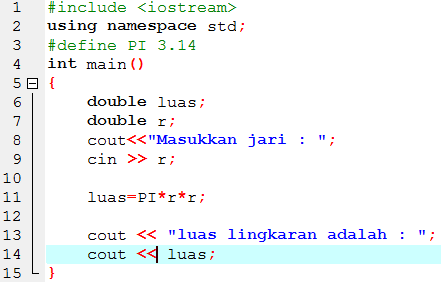 1 #include <iostream>
2 using namespace std;
3 #define PI 3.14
4 int main()
5 {
6 double luas;
7 double r;
8 cout<<"Masukkan jari : ";
9 cin >> r;
10
11 luas=PI*r*r;
12
13 cout << "luas lingkaran adalah : ";
14 cout << luas;
15 }